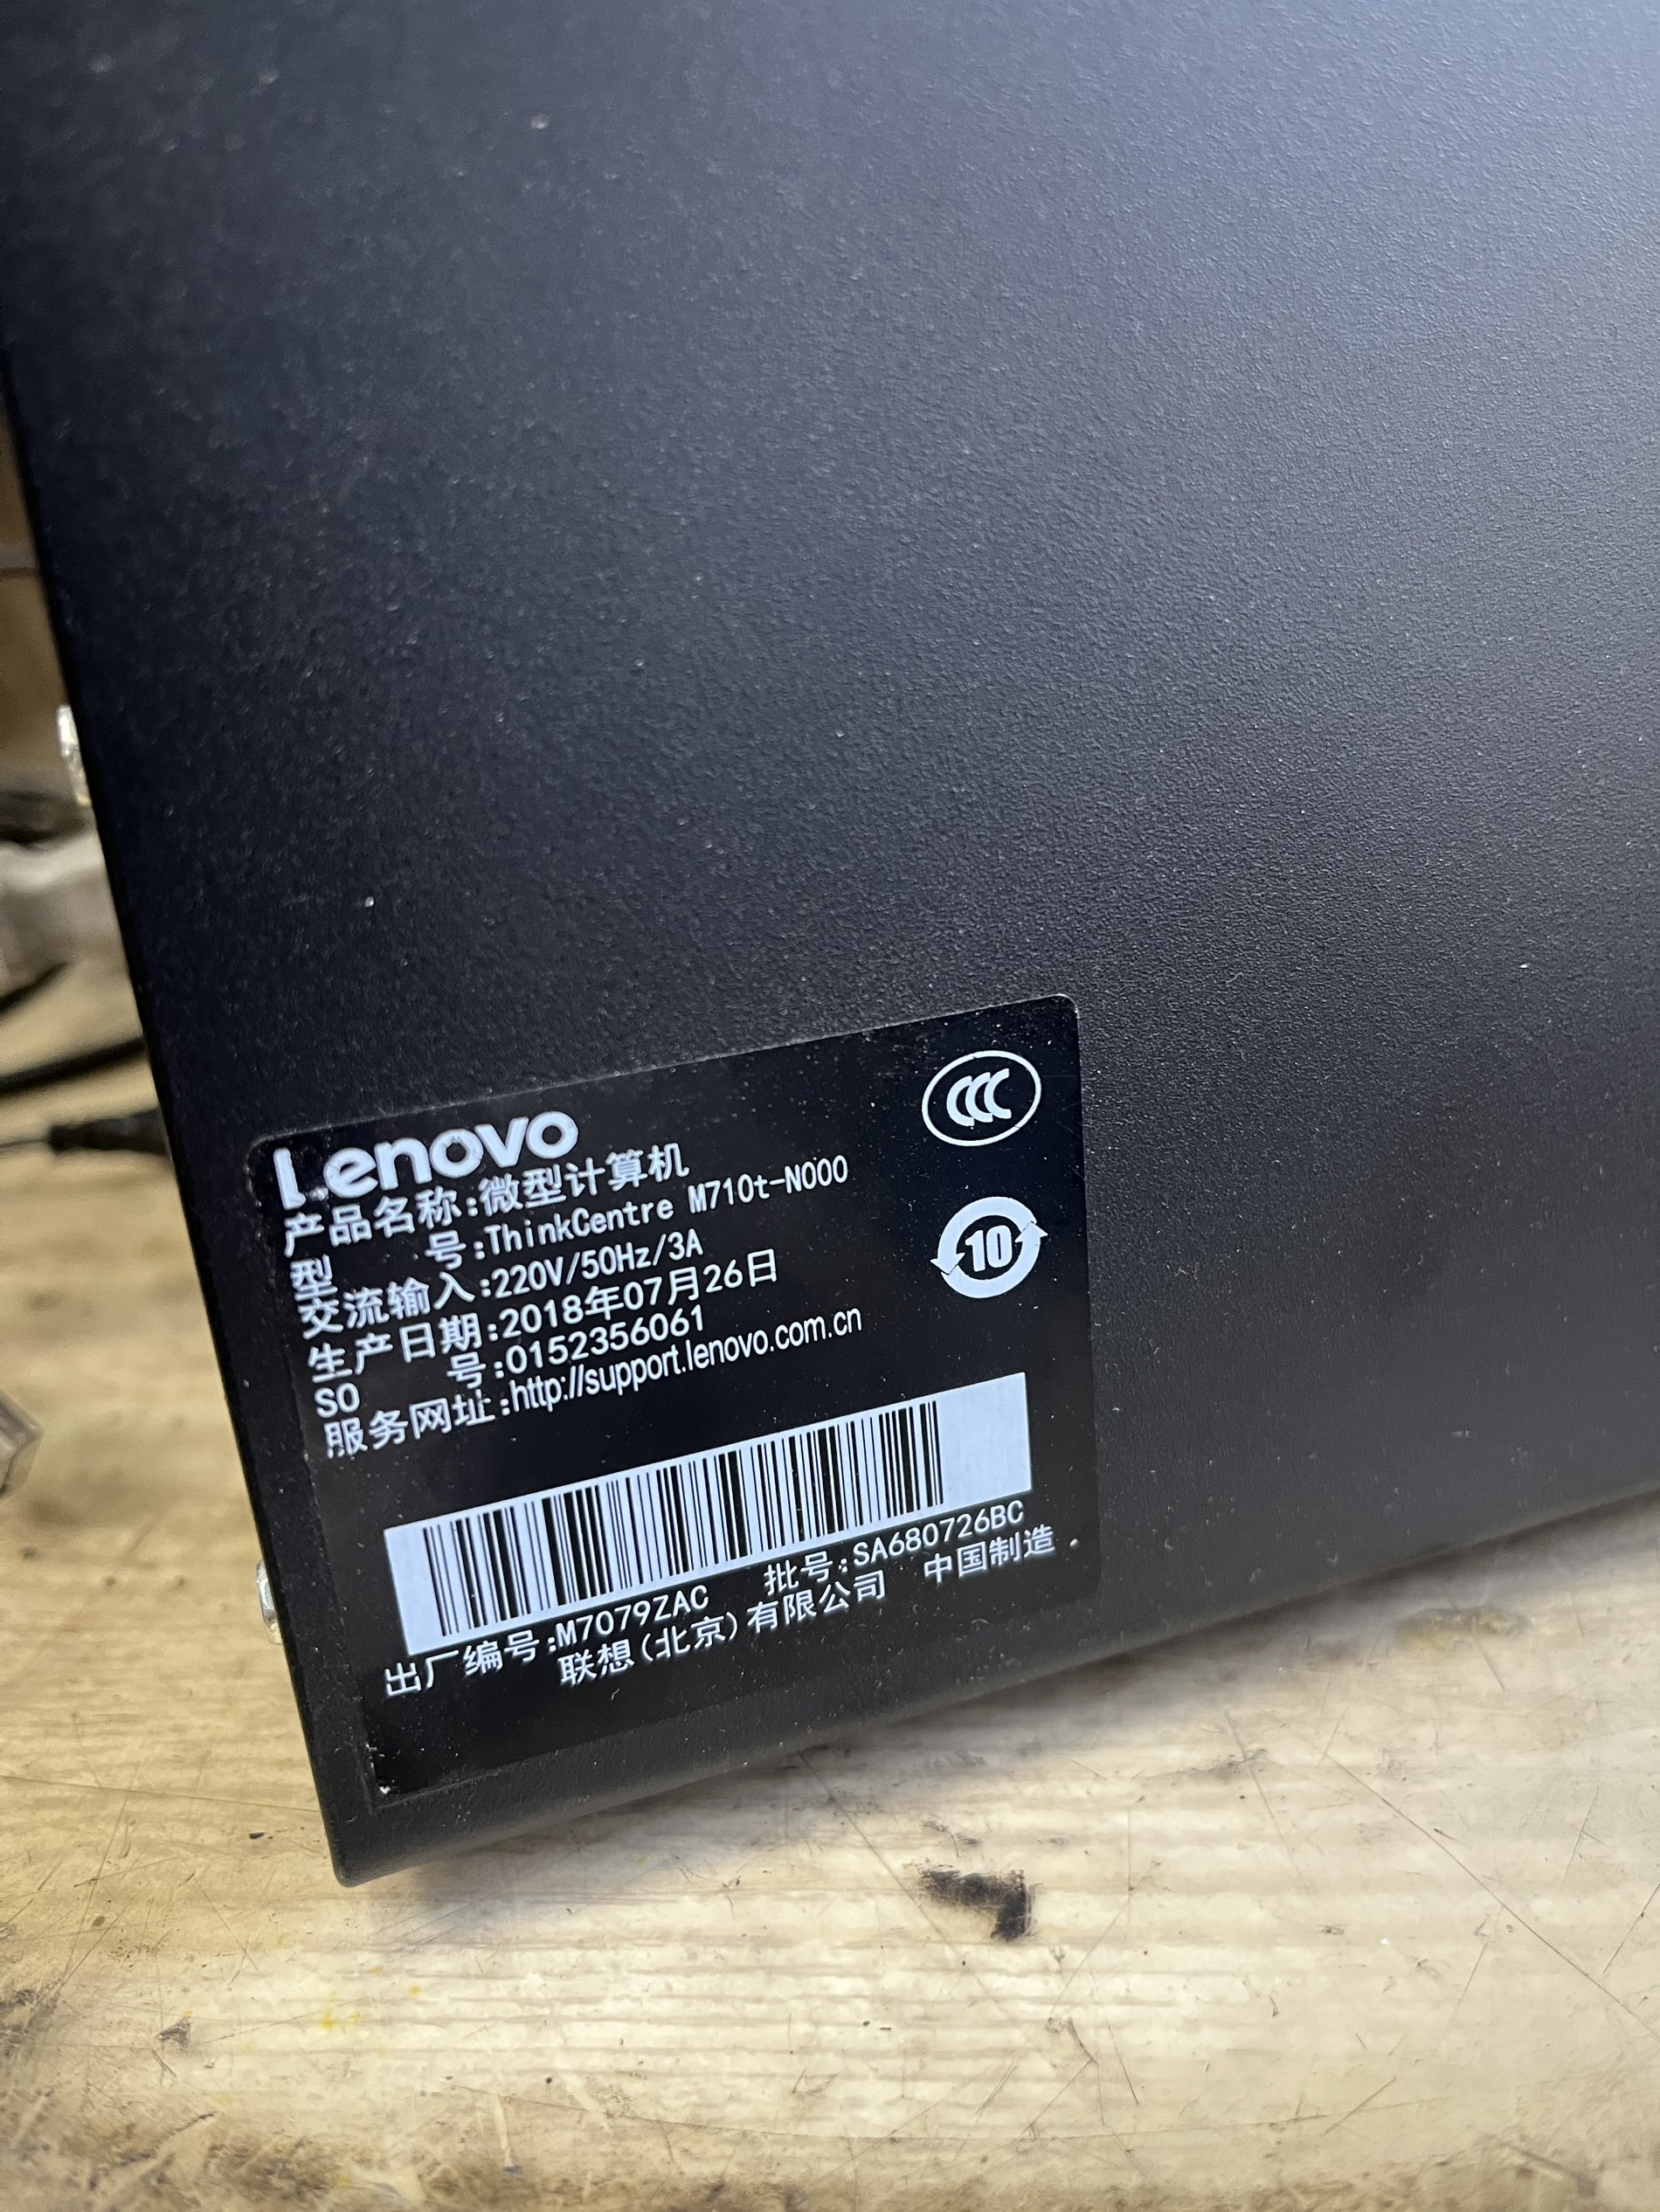 Lenovo
CCC
产品名称:微型计算机
型 号:ThinkCentre M710t-N000
交流输入:220V/50Hz/3A
10
生产日期:2018年07月26日
SO 号:0152356061
服务网址:http://support.lenovo.com.cn
出厂编号:M7079ZAC 批号:SA680726BC
联想(北京)有限公司 中国制造